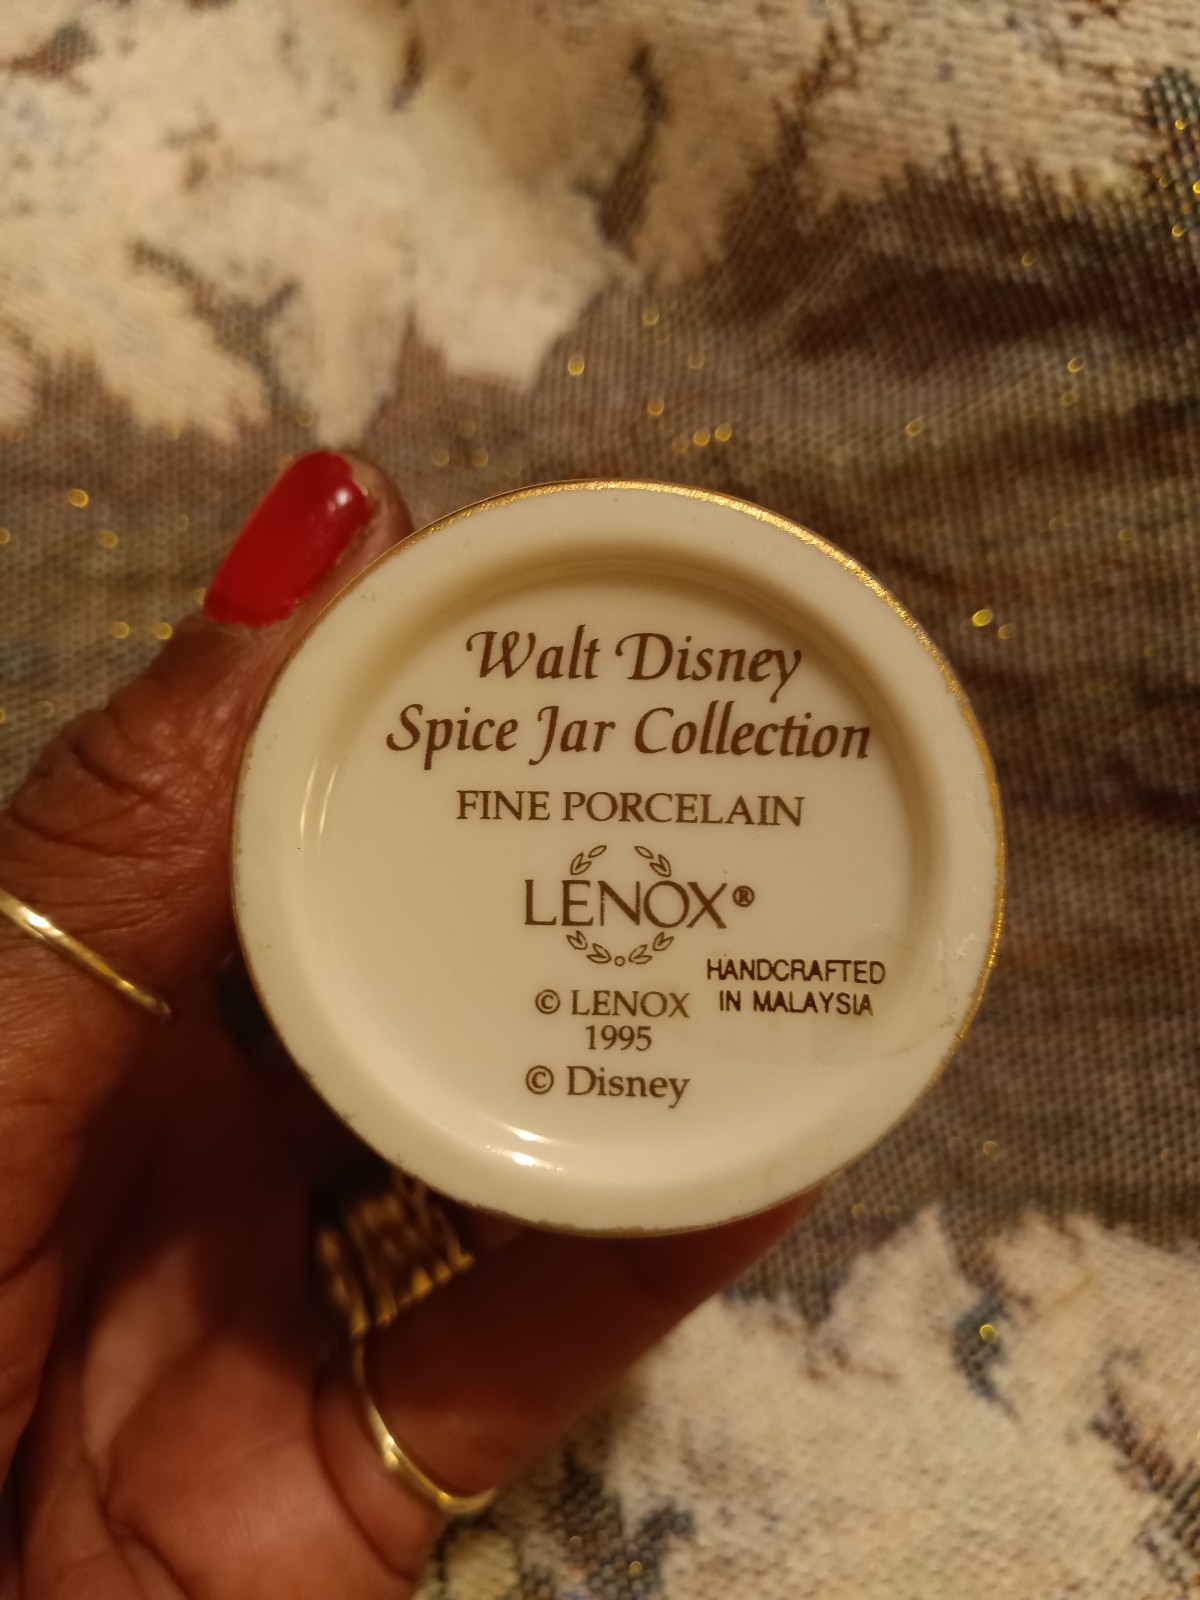 Walt Disney
Spice Jar Collection
FINE PORCELAIN
LENOX®
HANDCRAFTED
IN MALAYSIA
© LENOX
1995
© Disney